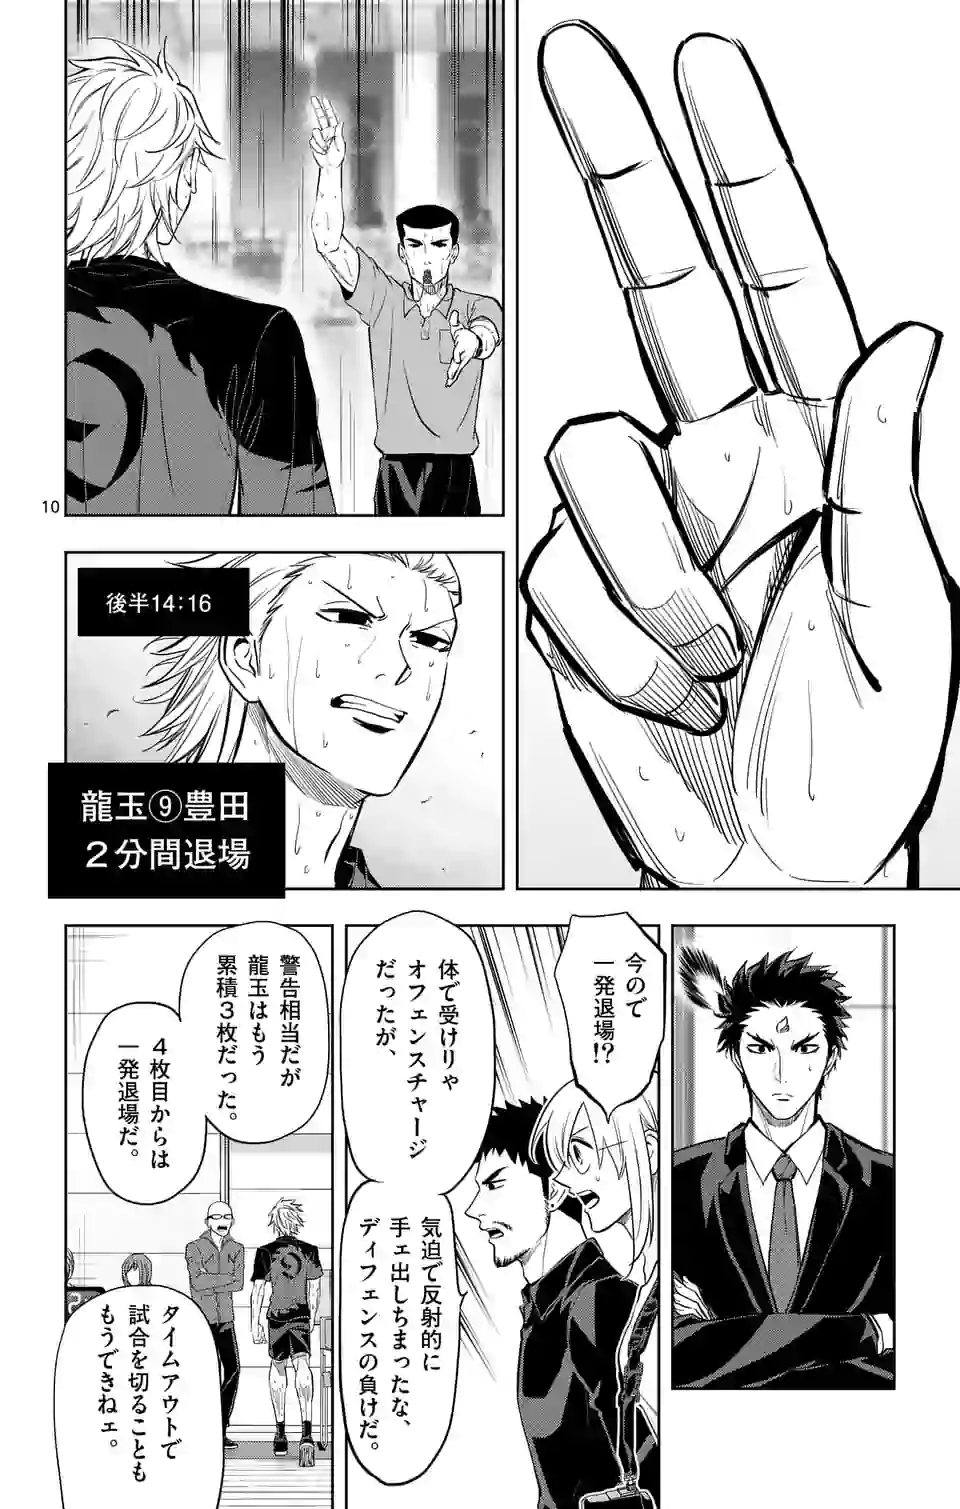 10
後半14:16
龍玉⑨豊田
２分間退場
今ので
一発退場!?
体で受けりゃ
オフェンスチャージ
だったが、
気迫で反射的に
手ェ出しちまったな、
ディフェンスの負けだ。
警告相当だが
龍玉はもう
累積３枚だった。
４枚目からは
一発退場だ。
タイムアウトで
試合を切ることも
もうできねェ。